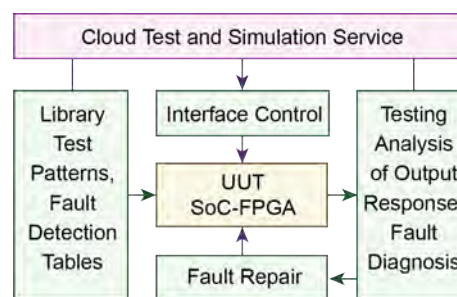 Cloud Test and Simulation Service
Library
Test
Patterns,
Fault
Detection
Tables
Interface Control
UUT
SoC-FPGA
Fault Repair
Testing
Analysis
of Output
Response
Fault
Diagnosis